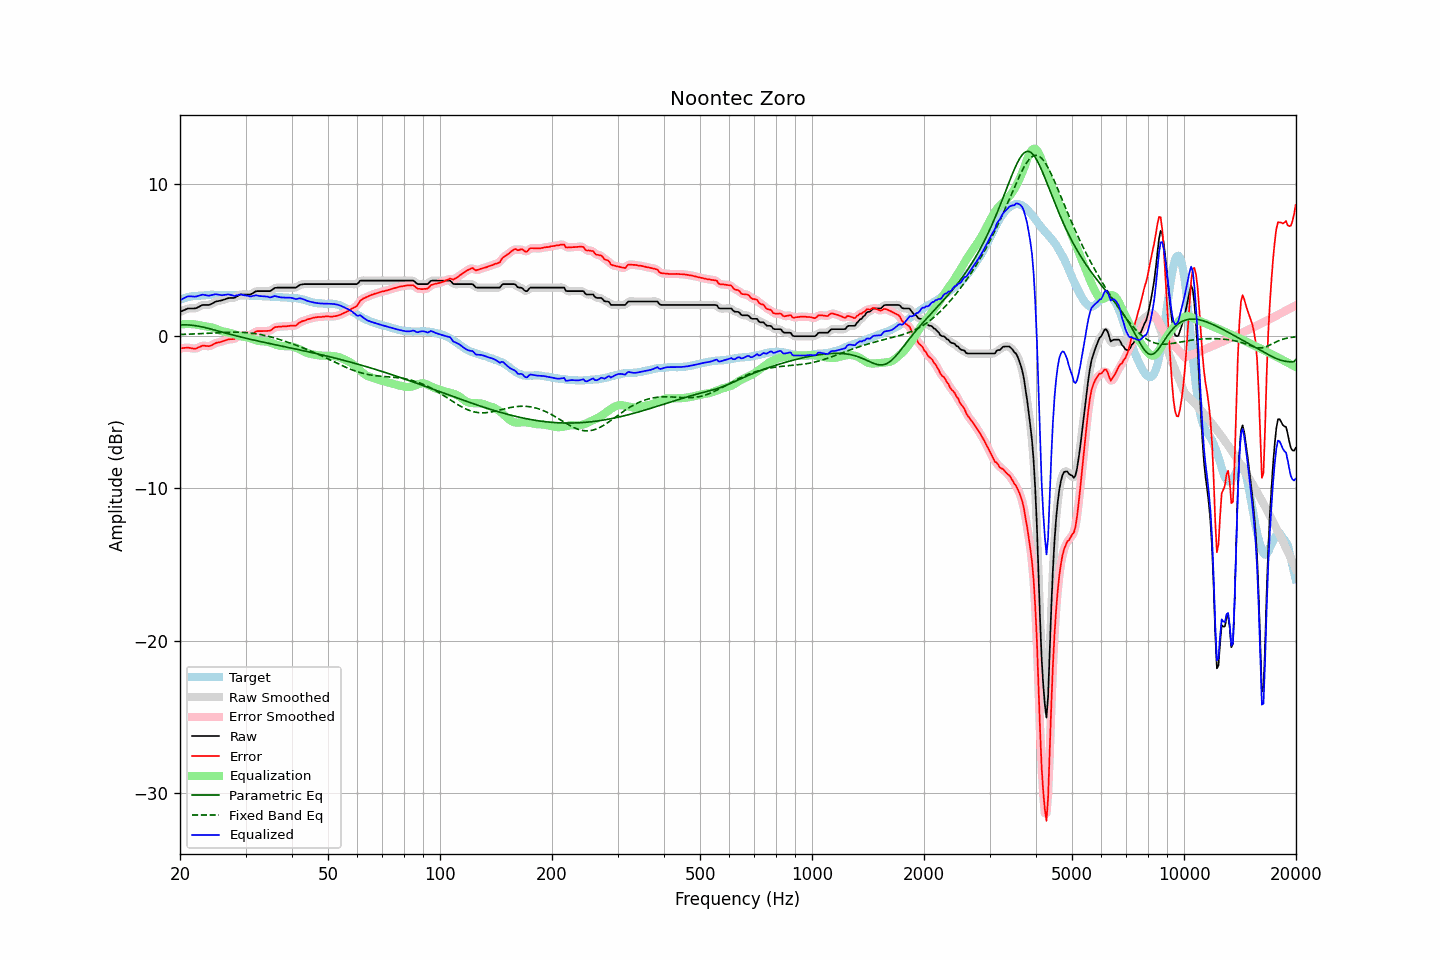 Noontec Zoro
Amplitude (dBr)
10
0
−10
−20
−30
Target
Raw Smoothed
Error Smoothed
Raw
Error
Equalization
Parametric Eq
Fixed Band Eq
Equalized
20 50 100 200 500 1000 2000 5000 10000 20000
Frequency (Hz)